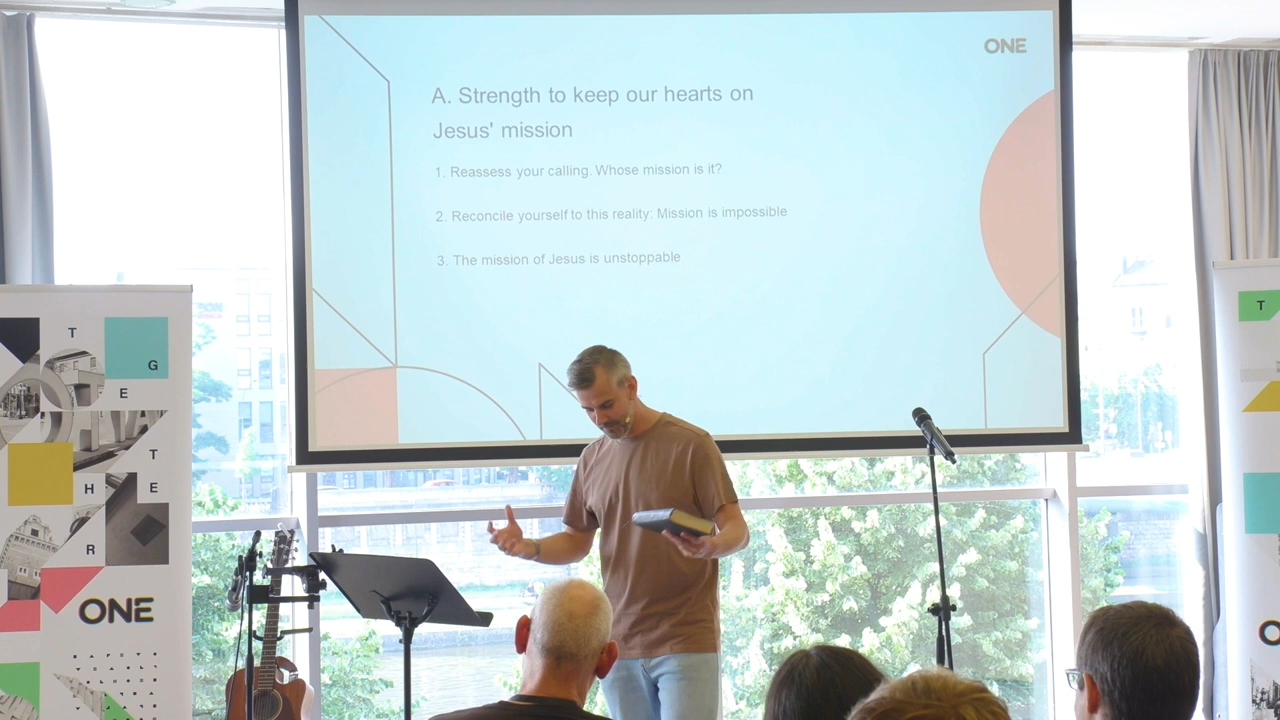 ONE
A. Strength to keep our hearts on
Jesus' mission
1. Reassess your calling. Whose mission is it?
2. Reconcile yourself to this reality: Mission is impossible
3. The mission of Jesus is unstoppable
T
G
E
T
H
E
R
ONE
T